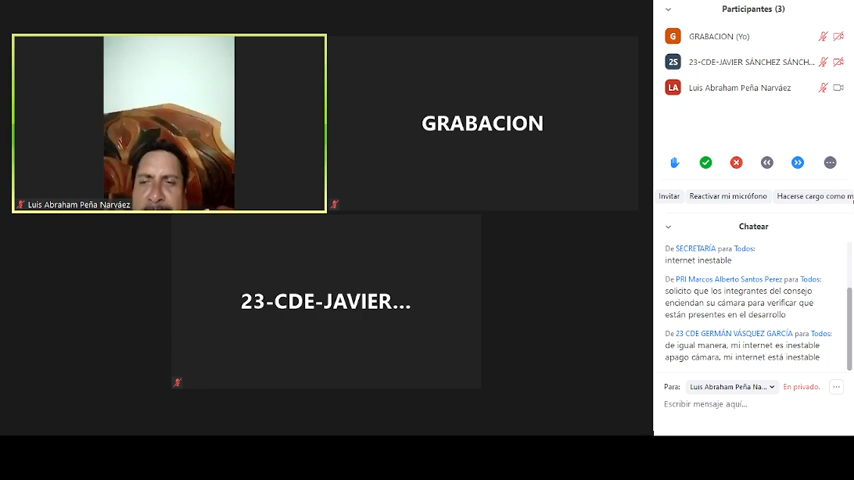 Luis Abraham Peña Narváez
GRABACION
23-CDE-JAVIER...
Participantes (3)
G GRABACION (Yo)
2S 23-CDE-JAVIER SÁNCHEZ SÁNCH...
LA Luis Abraham Peña Narváez
Invitar Reactivar mi micrófono Hacerse cargo como m
Chatear
De SECRETARÍA para Todos:
internet inestable
De PRI Marcos Alberto Santos Perez para Todos:
solicito que los integrantes del consejo
enciendan su cámara para verificar que
están presentes en el desarrollo
De 23 CDE GERMÁN VÁSQUEZ GARCÍA para Todos:
de igual manera, mi internet es inestable
apago cámara, mi internet está inestable
Para: Luis Abraham Peña Na... En privado. ...
Escribir mensaje aquí...